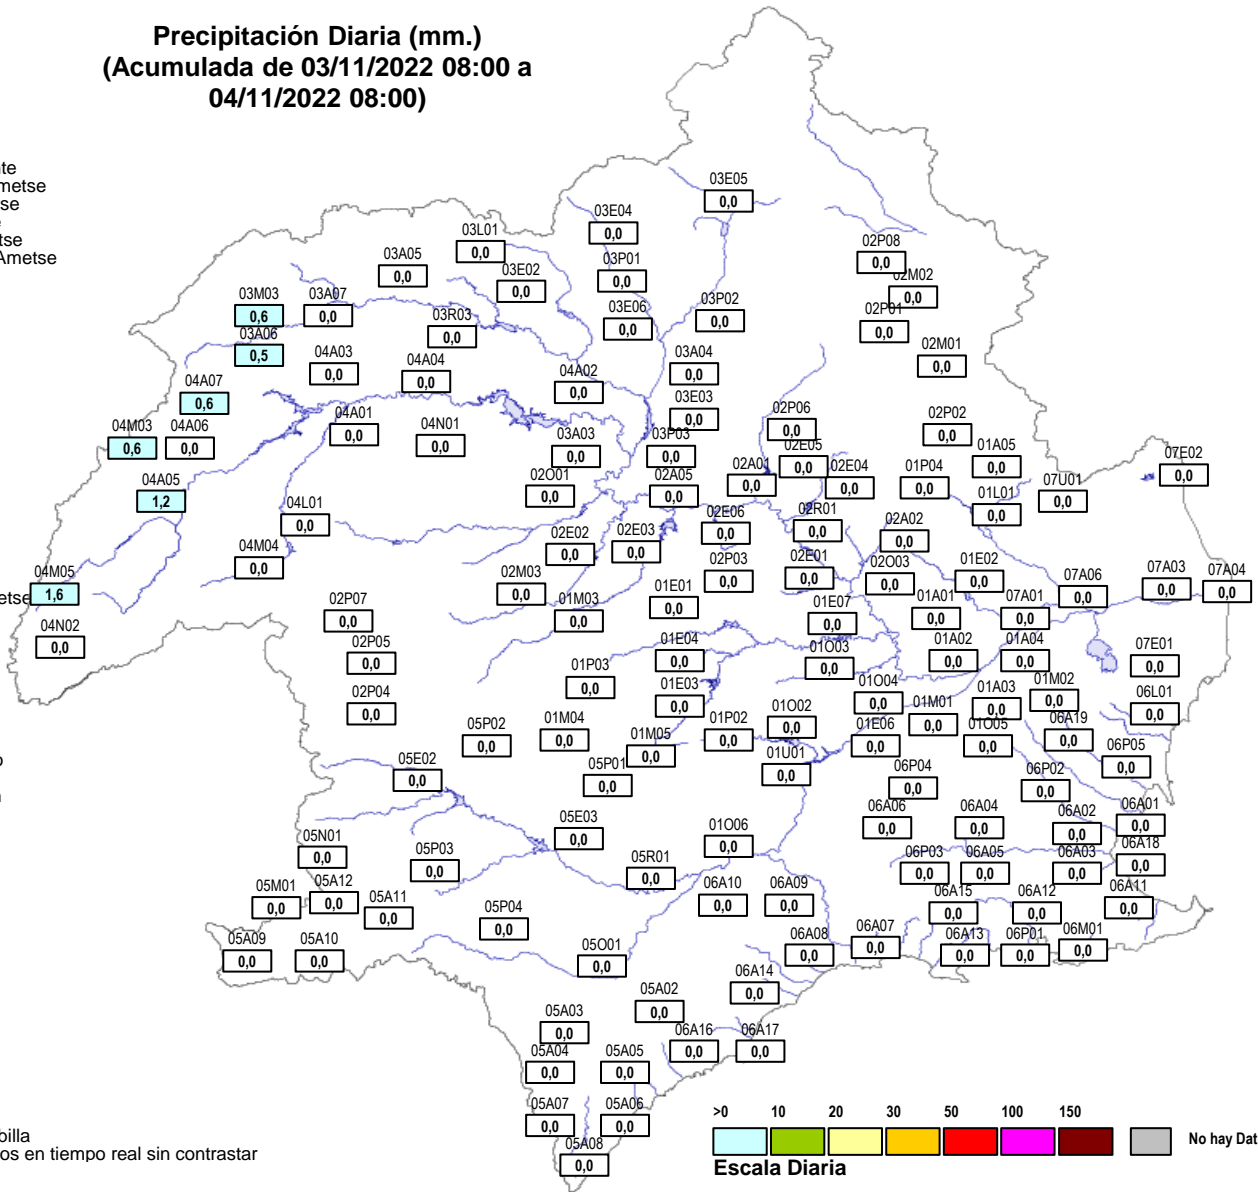 Precipitación Diaria (mm.)
(Acumulada de 03/11/2022 08:00 a
04/11/2022 08:00)
nte
metse
se
e
tse
Ametse
03E05
0,0
03E04
0,0
03L01
0,0
03A05
0,0
03P01
0,0
03E02
0,0
02P08
0,0
02M02
0,0
03M03
0,6
03A07
0,0
03R03
0,0
03E06
0,0
03P02
0,0
02P01
0,0
03A06
0,5
04A03
0,0
04A04
0,0
04A02
0,0
03A04
0,0
02M01
0,0
04A07
0,6
03E03
0,0
04M03
0,6
04A06
0,0
04A01
0,0
04N01
0,0
03A03
0,0
03P03
0,0
02P06
0,0
02P02
0,0
02E05
0,0
01A05
0,0
07E02
0,0
04A05
1,2
02O01
0,0
02A05
0,0
02A01
0,0
02E04
0,0
01P04
0,0
07U01
0,0
04L01
0,0
01L01
0,0
02E06
0,0
02R01
0,0
02A02
0,0
02E02
0,0
02E03
0,0
04M04
0,0
04M05
1,6
etse
02M03
0,0
02P03
0,0
02E01
0,0
02O03
0,0
01E02
0,0
07A06
0,0
07A03
0,0
07A04
0,0
02P07
0,0
01M03
0,0
01E01
0,0
01E07
0,0
01A01
0,0
07A01
0,0
04N02
0,0
02P05
0,0
01E04
0,0
01O03
0,0
01A02
0,0
01A04
0,0
07E01
0,0
01P03
0,0
01E03
0,0
01O04
0,0
01A03
0,0
01M02
0,0
06L01
0,0
02P04
0,0
05P02
0,0
01M04
0,0
01M05
0,0
01P02
0,0
01O02
0,0
01E06
0,0
01M01
0,0
01O05
0,0
06A19
0,0
06P05
0,0
o
05E02
0,0
05P01
0,0
01U01
0,0
06P04
0,0
06P02
0,0
05E03
0,0
01O06
0,0
06A06
0,0
06A04
0,0
06A02
0,0
06A01
0,0
05N01
0,0
05P03
0,0
05R01
0,0
06P03
0,0
06A05
0,0
06A03
0,0
06A18
0,0
05M01
0,0
05A12
0,0
05A11
0,0
05P04
0,0
06A10
0,0
06A09
0,0
06A15
0,0
06A12
0,0
06A11
0,0
05A09
0,0
05A10
0,0
05O01
0,0
06A08
0,0
06A07
0,0
06A13
0,0
06P01
0,0
06M01
0,0
06A14
0,0
05A02
0,0
05A03
0,0
06A16
0,0
06A17
0,0
05A04
0,0
05A05
0,0
05A07
0,0
05A06
0,0
05A08
0,0
billa
os en tiempo real sin contrastar
>0 10 20 30 50 100 150
No hay Dat
Escala Diaria